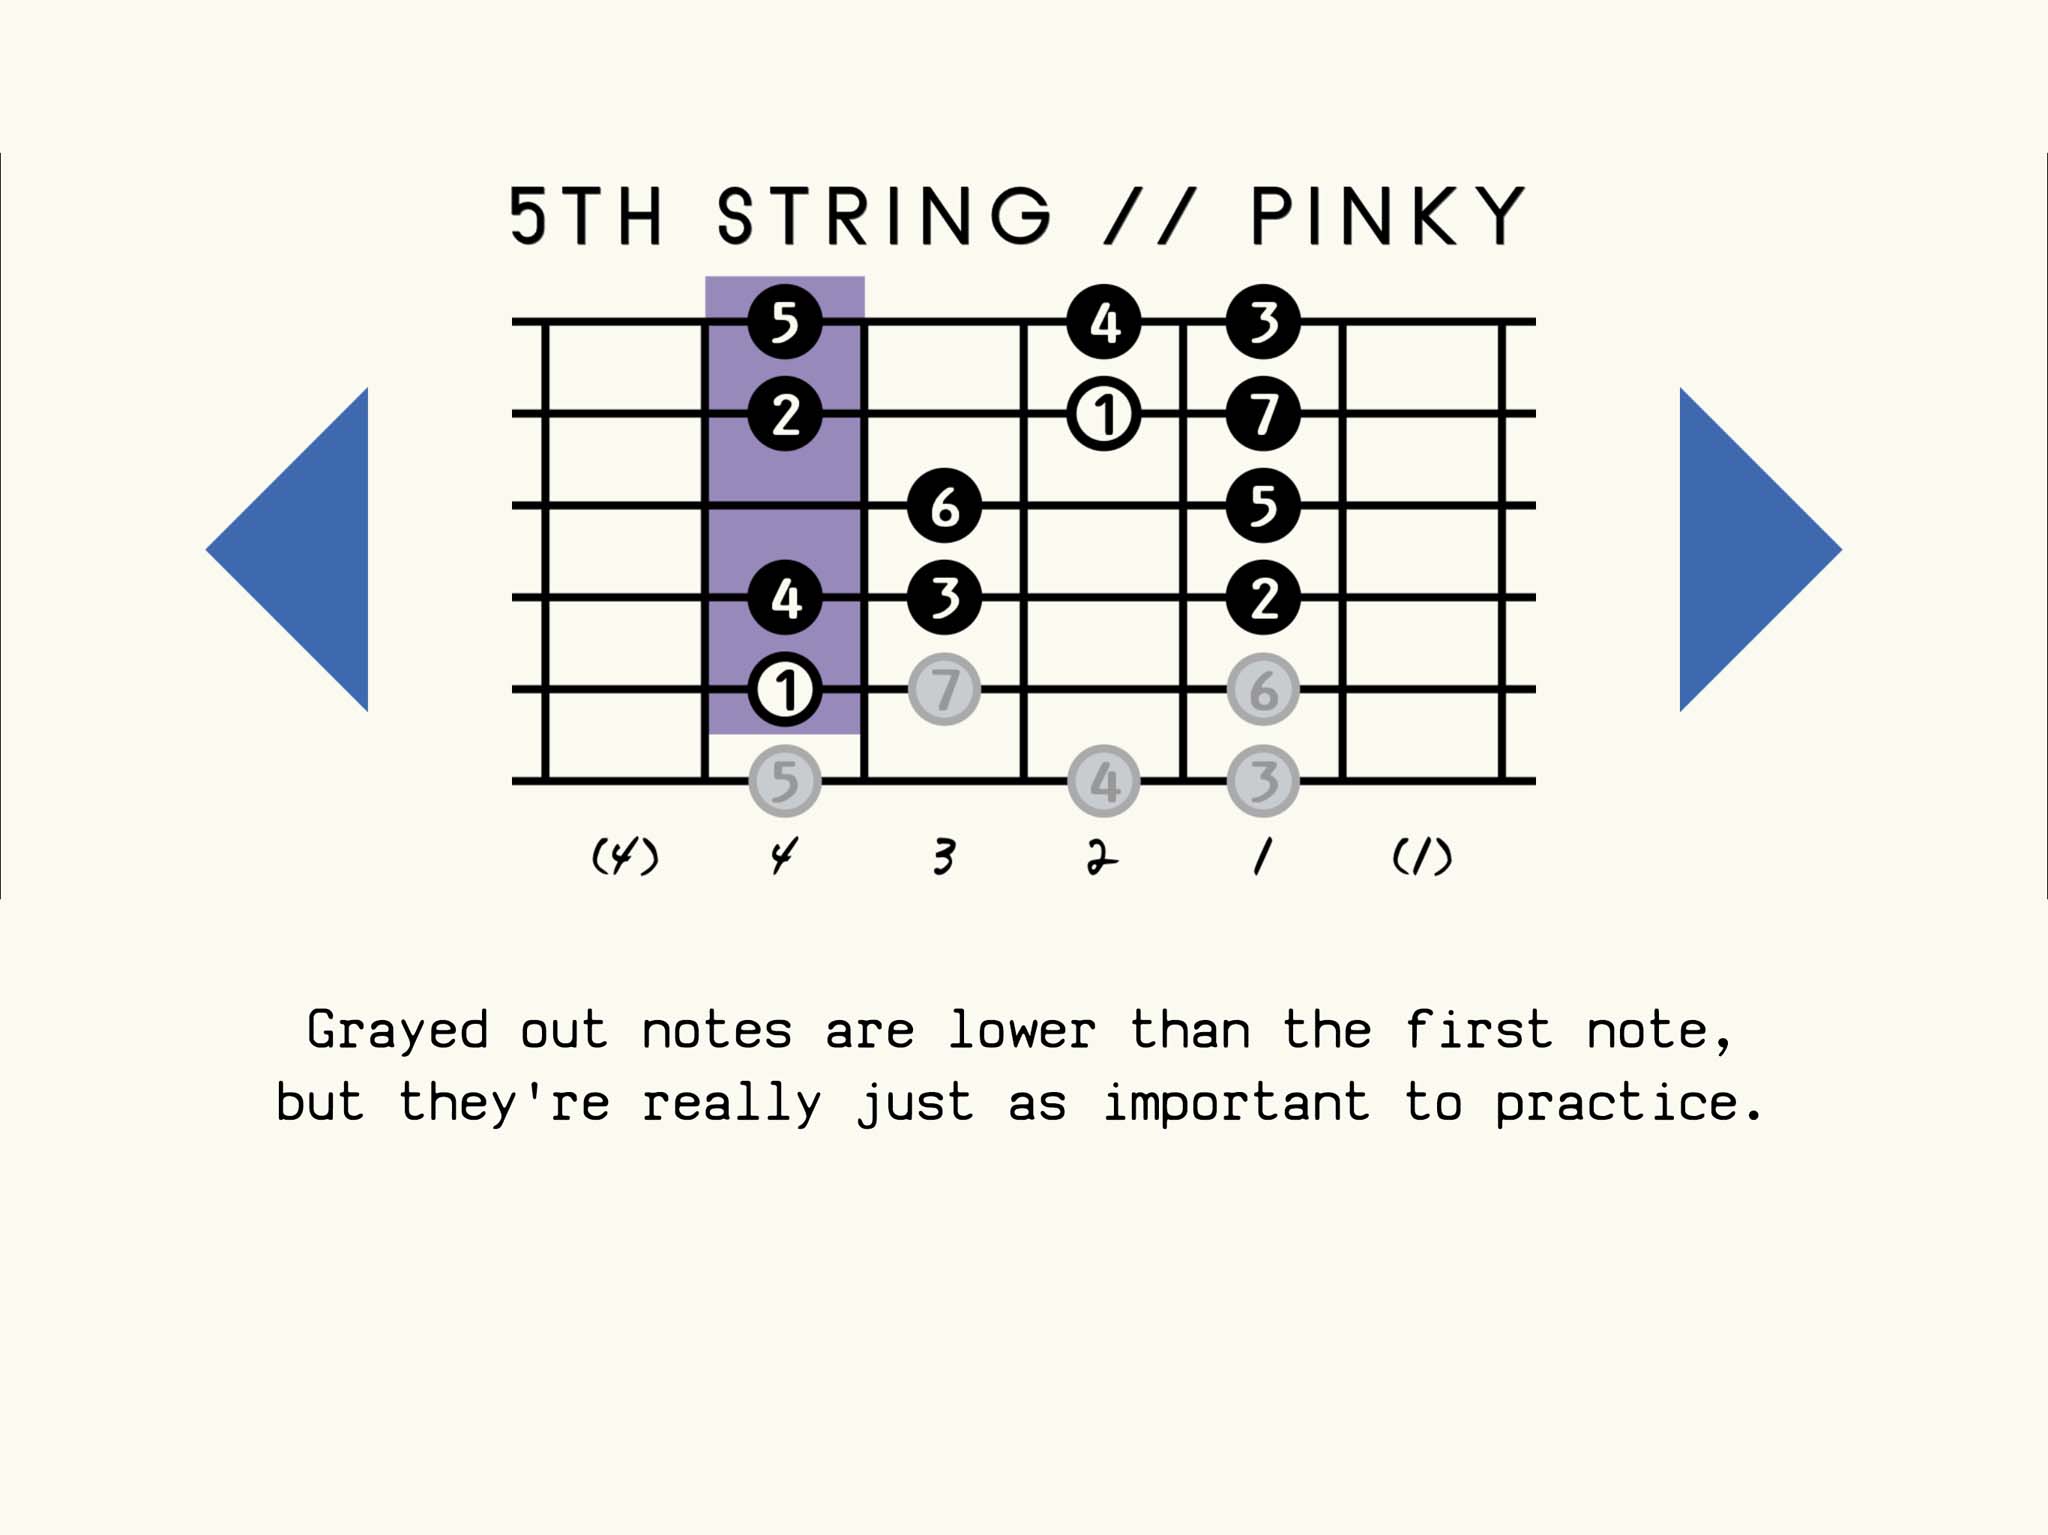 5TH STRING // PINKY
5 4 3
2 1 7
6 5
4 3 2
1 7 6
5 4 3
(4) 4 3 2 1 (1)
Grayed out notes are lower than the first note,
but they're really just as important to practice.